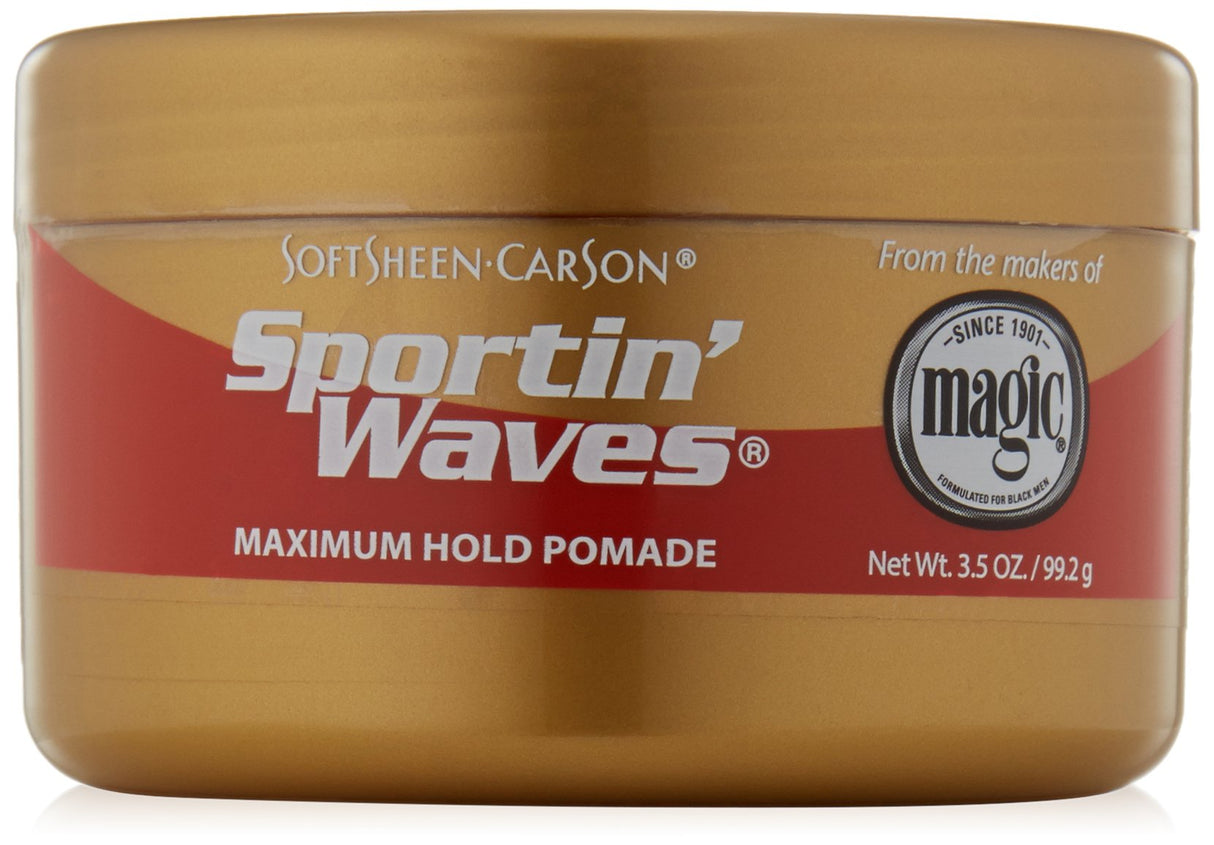 SOFTSHEEN·CARSON®
Sportin'
Waves®
MAXIMUM HOLD POMADE
From the makers of
–SINCE 1901–
magic®
FORMULATED FOR BLACK MEN
Net Wt. 3.5 OZ. / 99.2 g